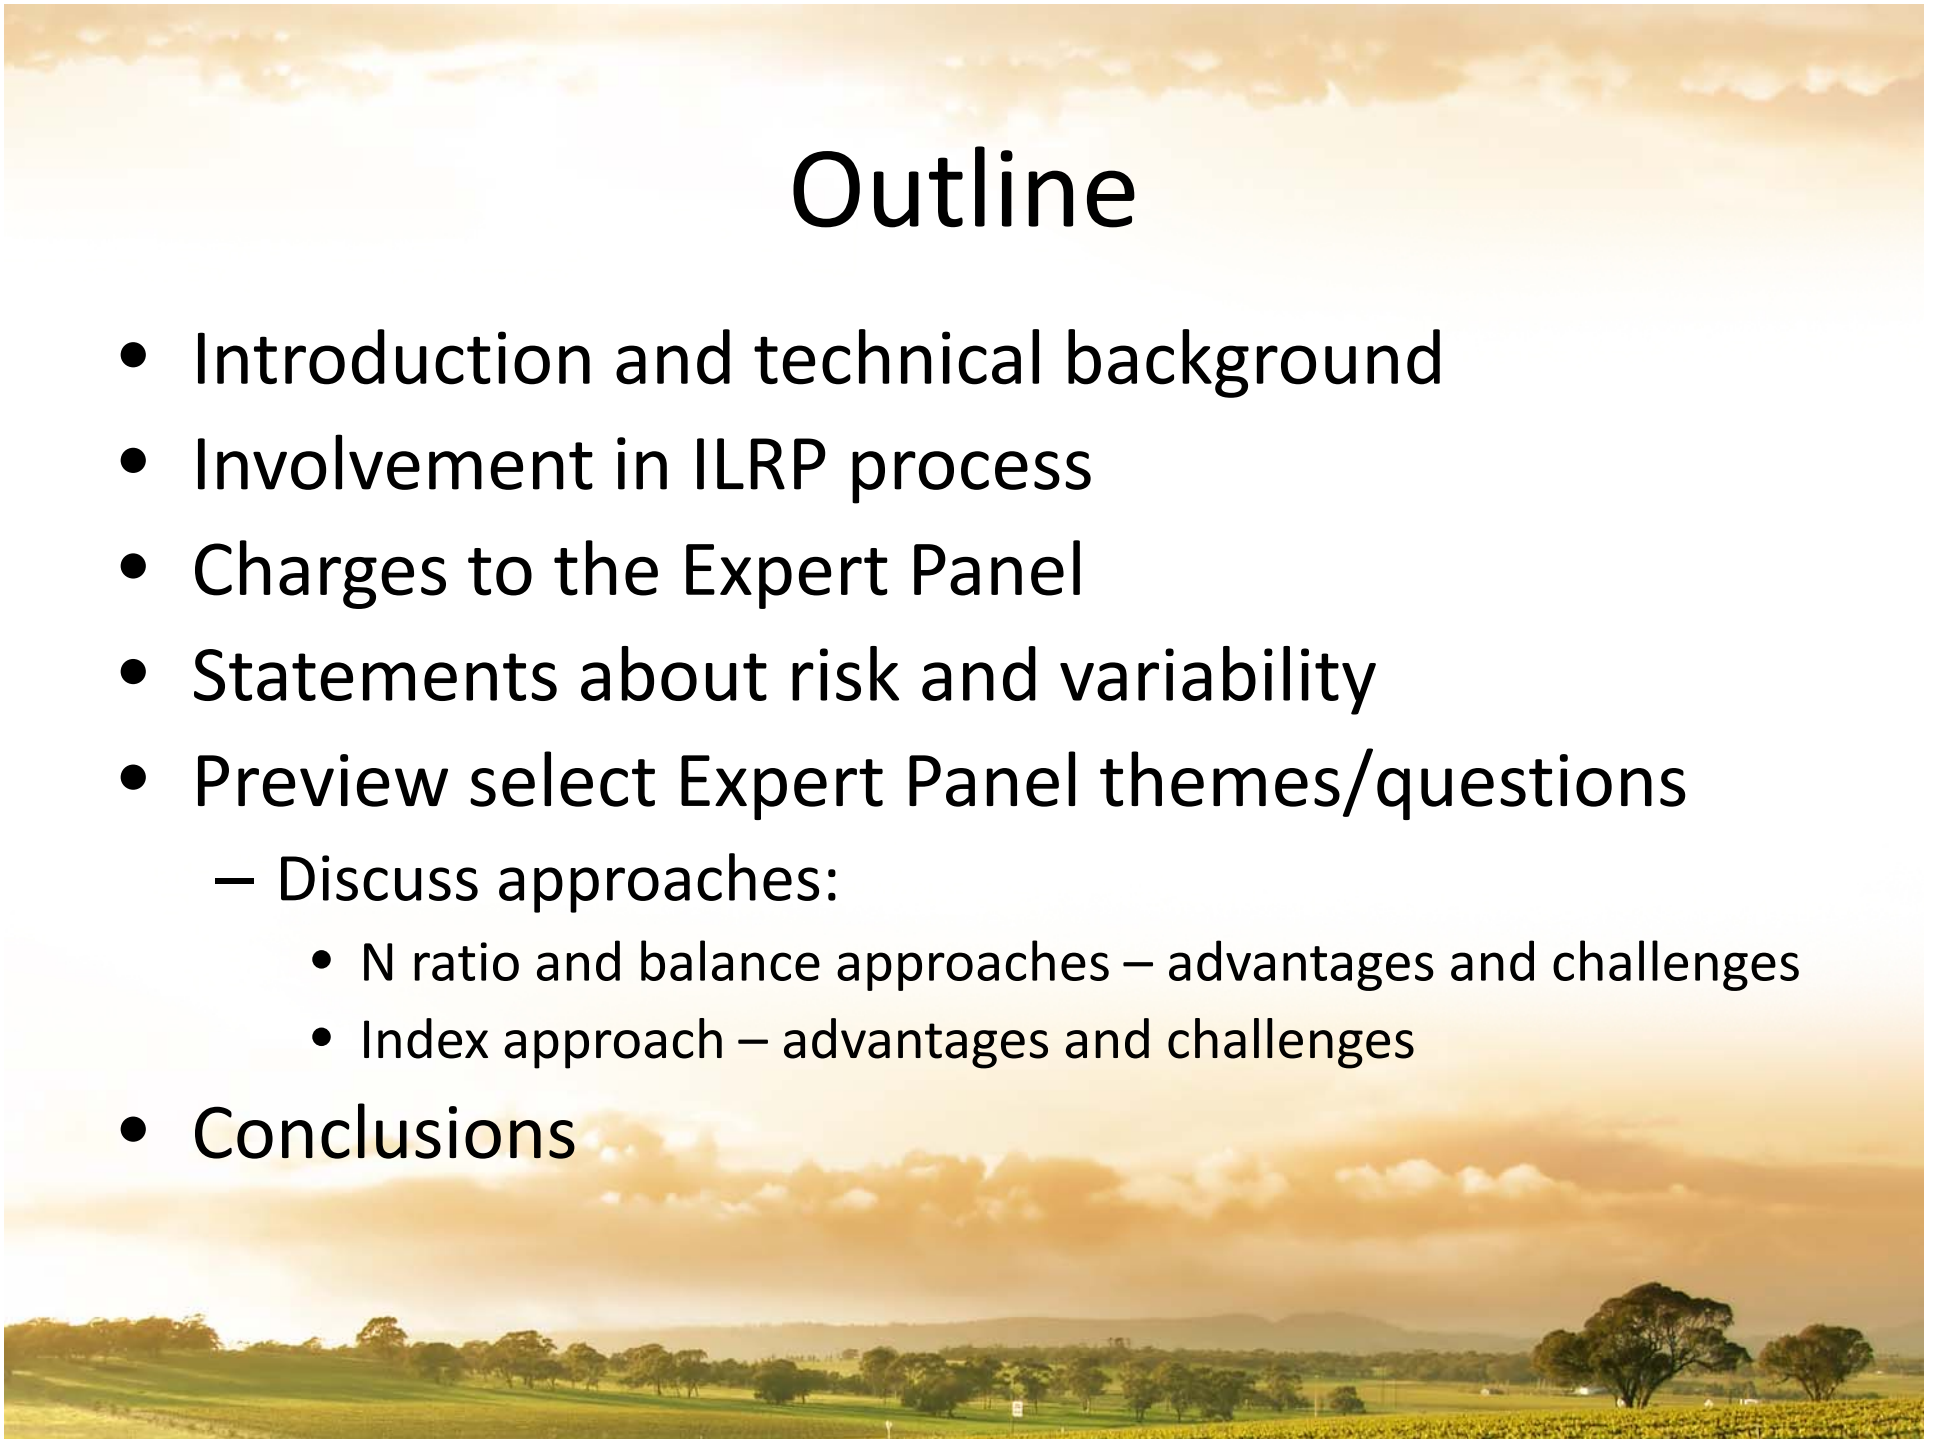 Outline
• Introduction and technical background
• Involvement in ILRP process
• Charges to the Expert Panel
• Statements about risk and variability
• Preview select Expert Panel themes/questions
– Discuss approaches:
• N ratio and balance approaches – advantages and challenges
• Index approach – advantages and challenges
• Conclusions